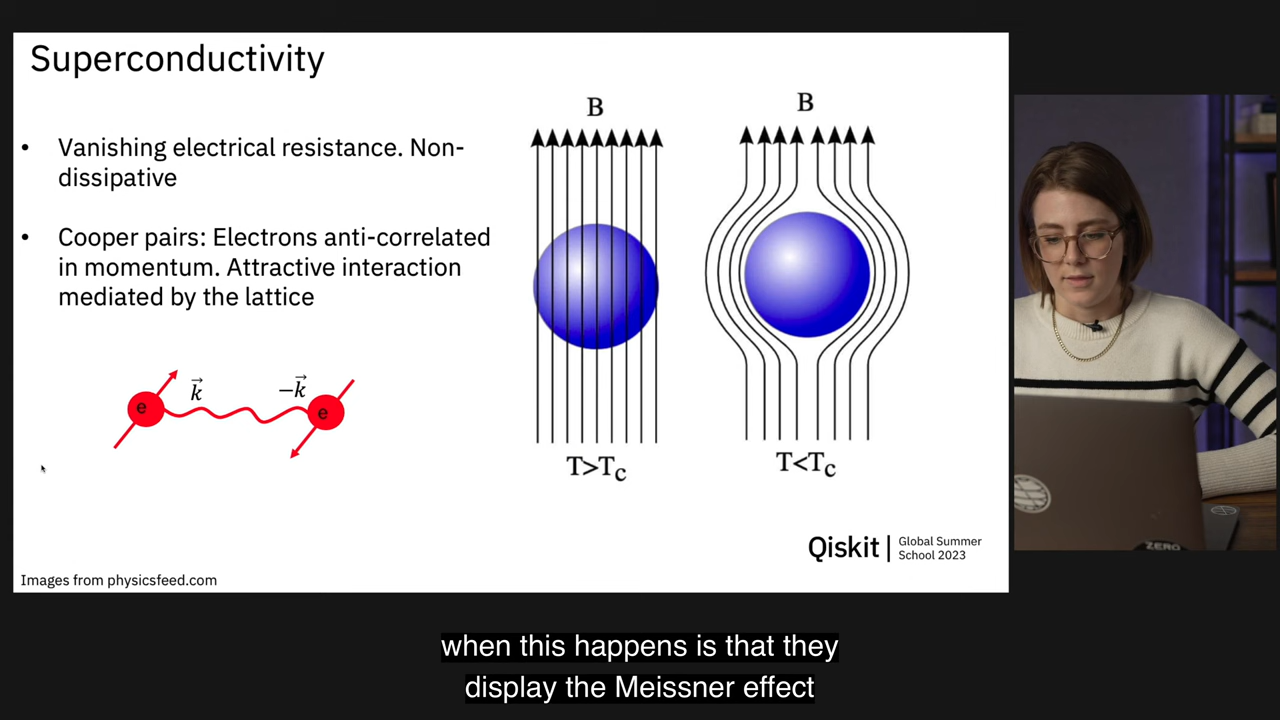 Superconductivity
• Vanishing electrical resistance. Non-
dissipative
• Cooper pairs: Electrons anti-correlated
in momentum. Attractive interaction
mediated by the lattice
e
k⃗
−k⃗
e
B
T>Tc
B
T<Tc
Qiskit | Global Summer
School 2023
Images from physicsfeed.com
ZERO
when this happens is that they
display the Meissner effect